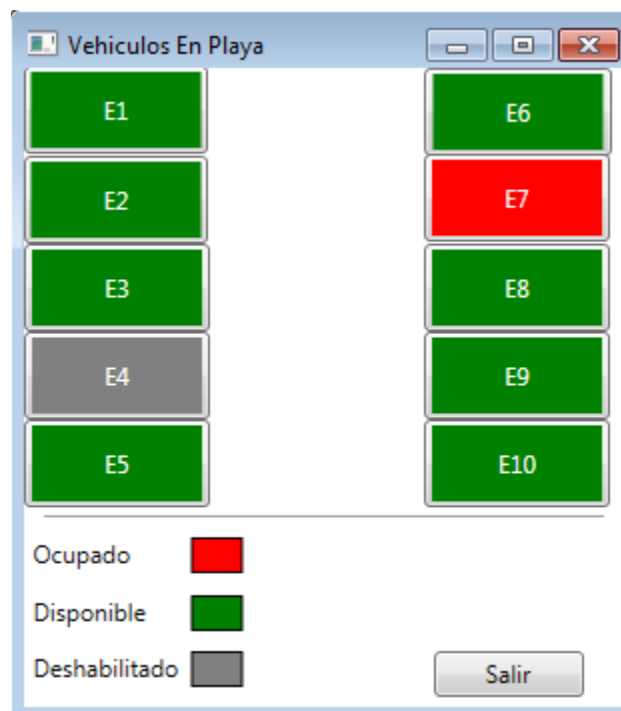 Vehiculos En Playa
E1
E6
E2
E7
E3
E8
E4
E9
E5
E10
Ocupado
Disponible
Deshabilitado
Salir